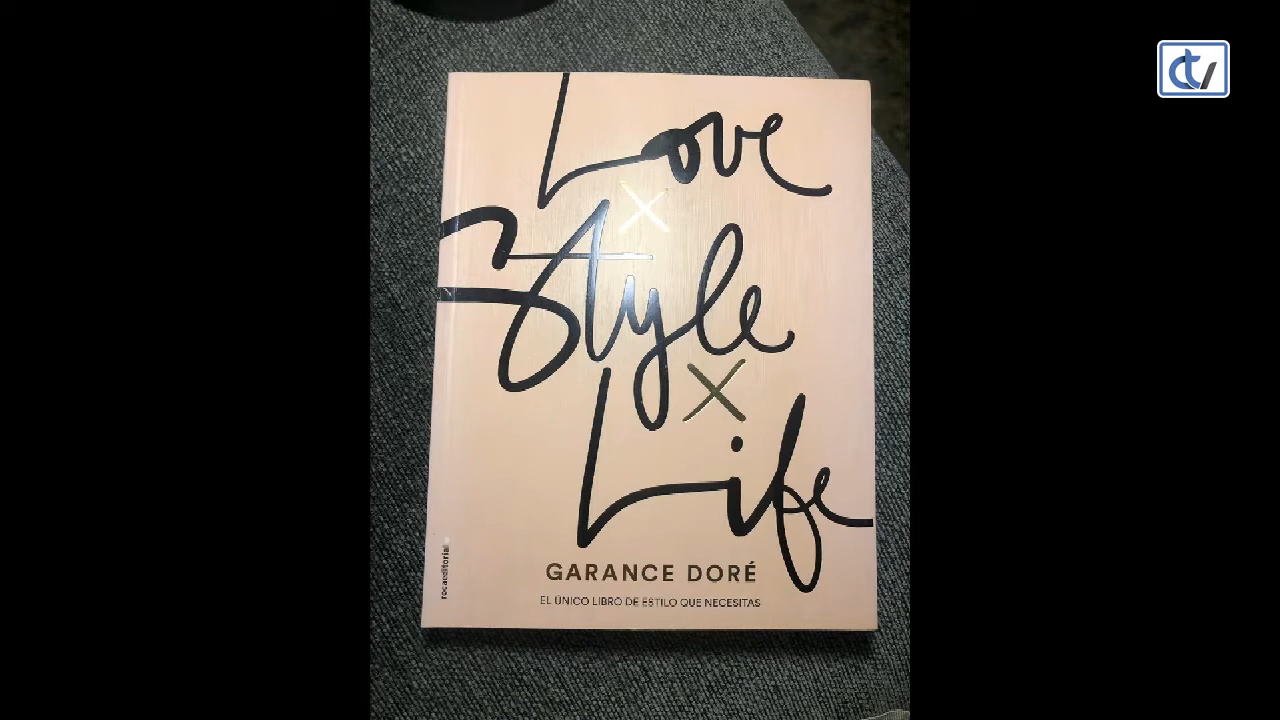 Love
×
Style
×
Life
GARANCE DORÉ
EL ÚNICO LIBRO DE ESTILO QUE NECESITAS
rocaeditorial